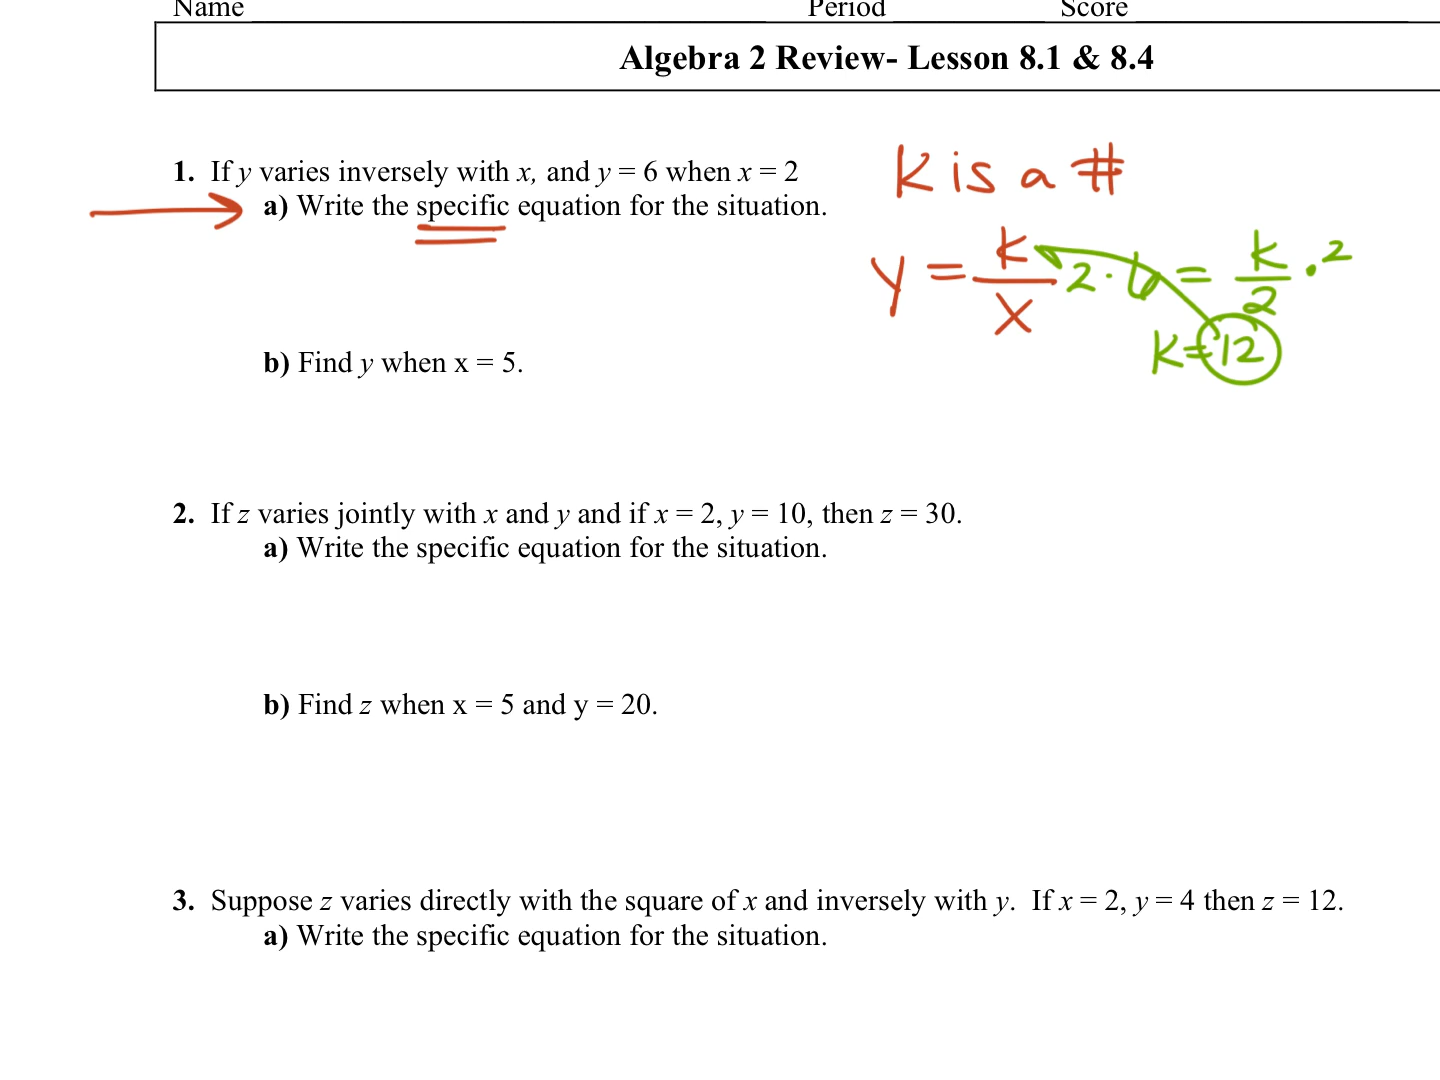 Name Period Score
Algebra 2 Review- Lesson 8.1 & 8.4
1. If y varies inversely with x, and y = 6 when x = 2
K is a #
a) Write the specific equation for the situation.
y = k/x
2 · 6 = k/2 · 2
k = 12
b) Find y when x = 5.
2. If z varies jointly with x and y and if x = 2, y = 10, then z = 30.
a) Write the specific equation for the situation.
b) Find z when x = 5 and y = 20.
3. Suppose z varies directly with the square of x and inversely with y. If x = 2, y = 4 then z = 12.
a) Write the specific equation for the situation.